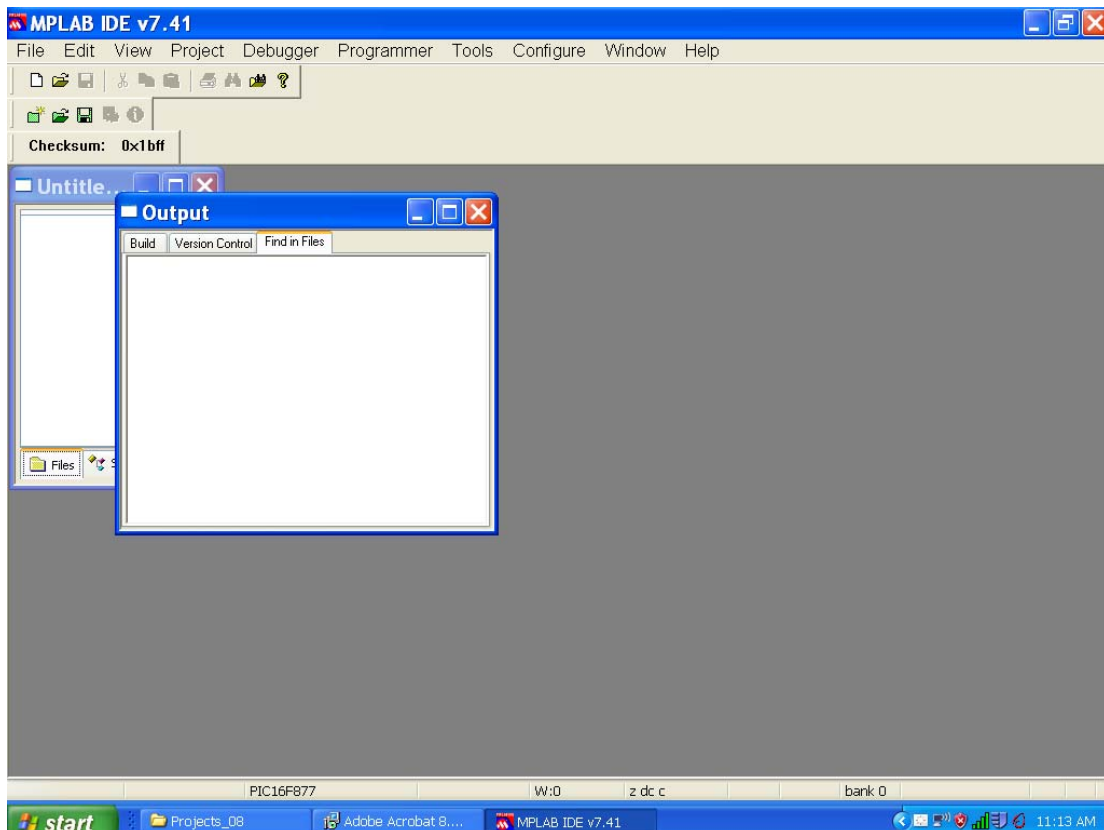 MPLAB IDE v7.41
File Edit View Project Debugger Programmer Tools Configure Window Help
Checksum: 0x1bff
Untitle...
Output
Build Version Control Find in Files
Files S
PIC16F877 W:0 z dc c bank 0
start Projects_08 Adobe Acrobat 8.... MPLAB IDE v7.41 11:13 AM